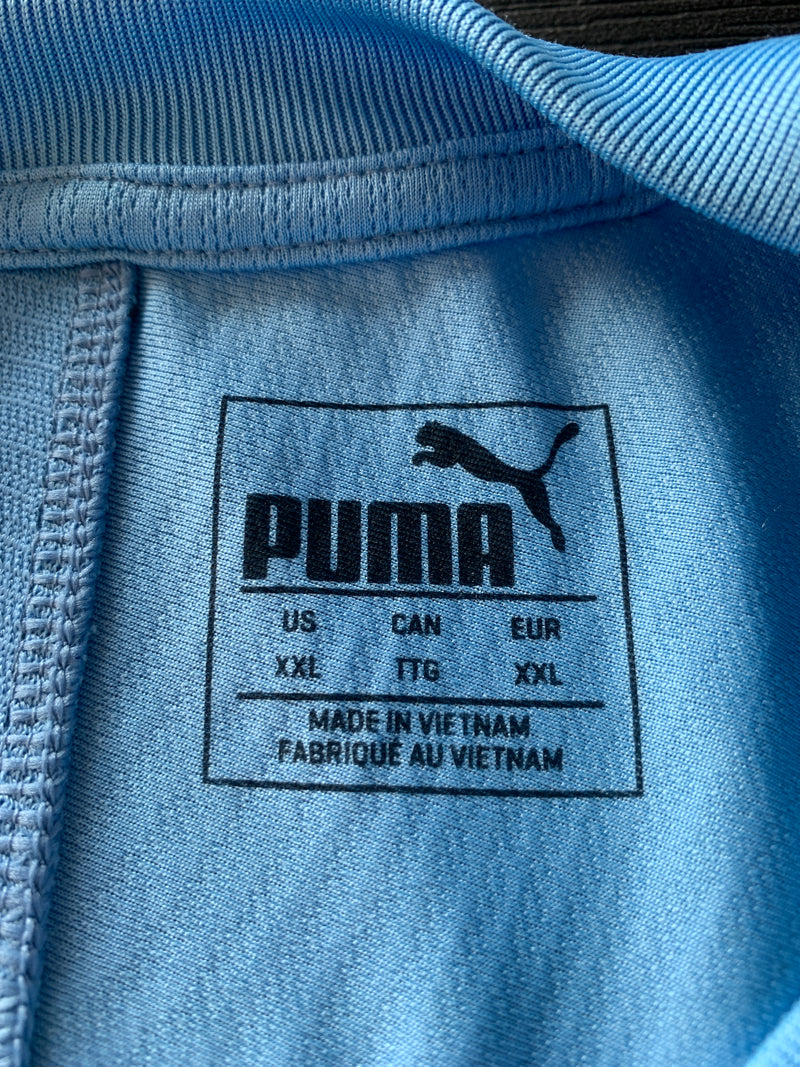 PUMA
US CAN EUR
XXL TTG XXL
MADE IN VIETNAM
FABRIQUÉ AU VIETNAM